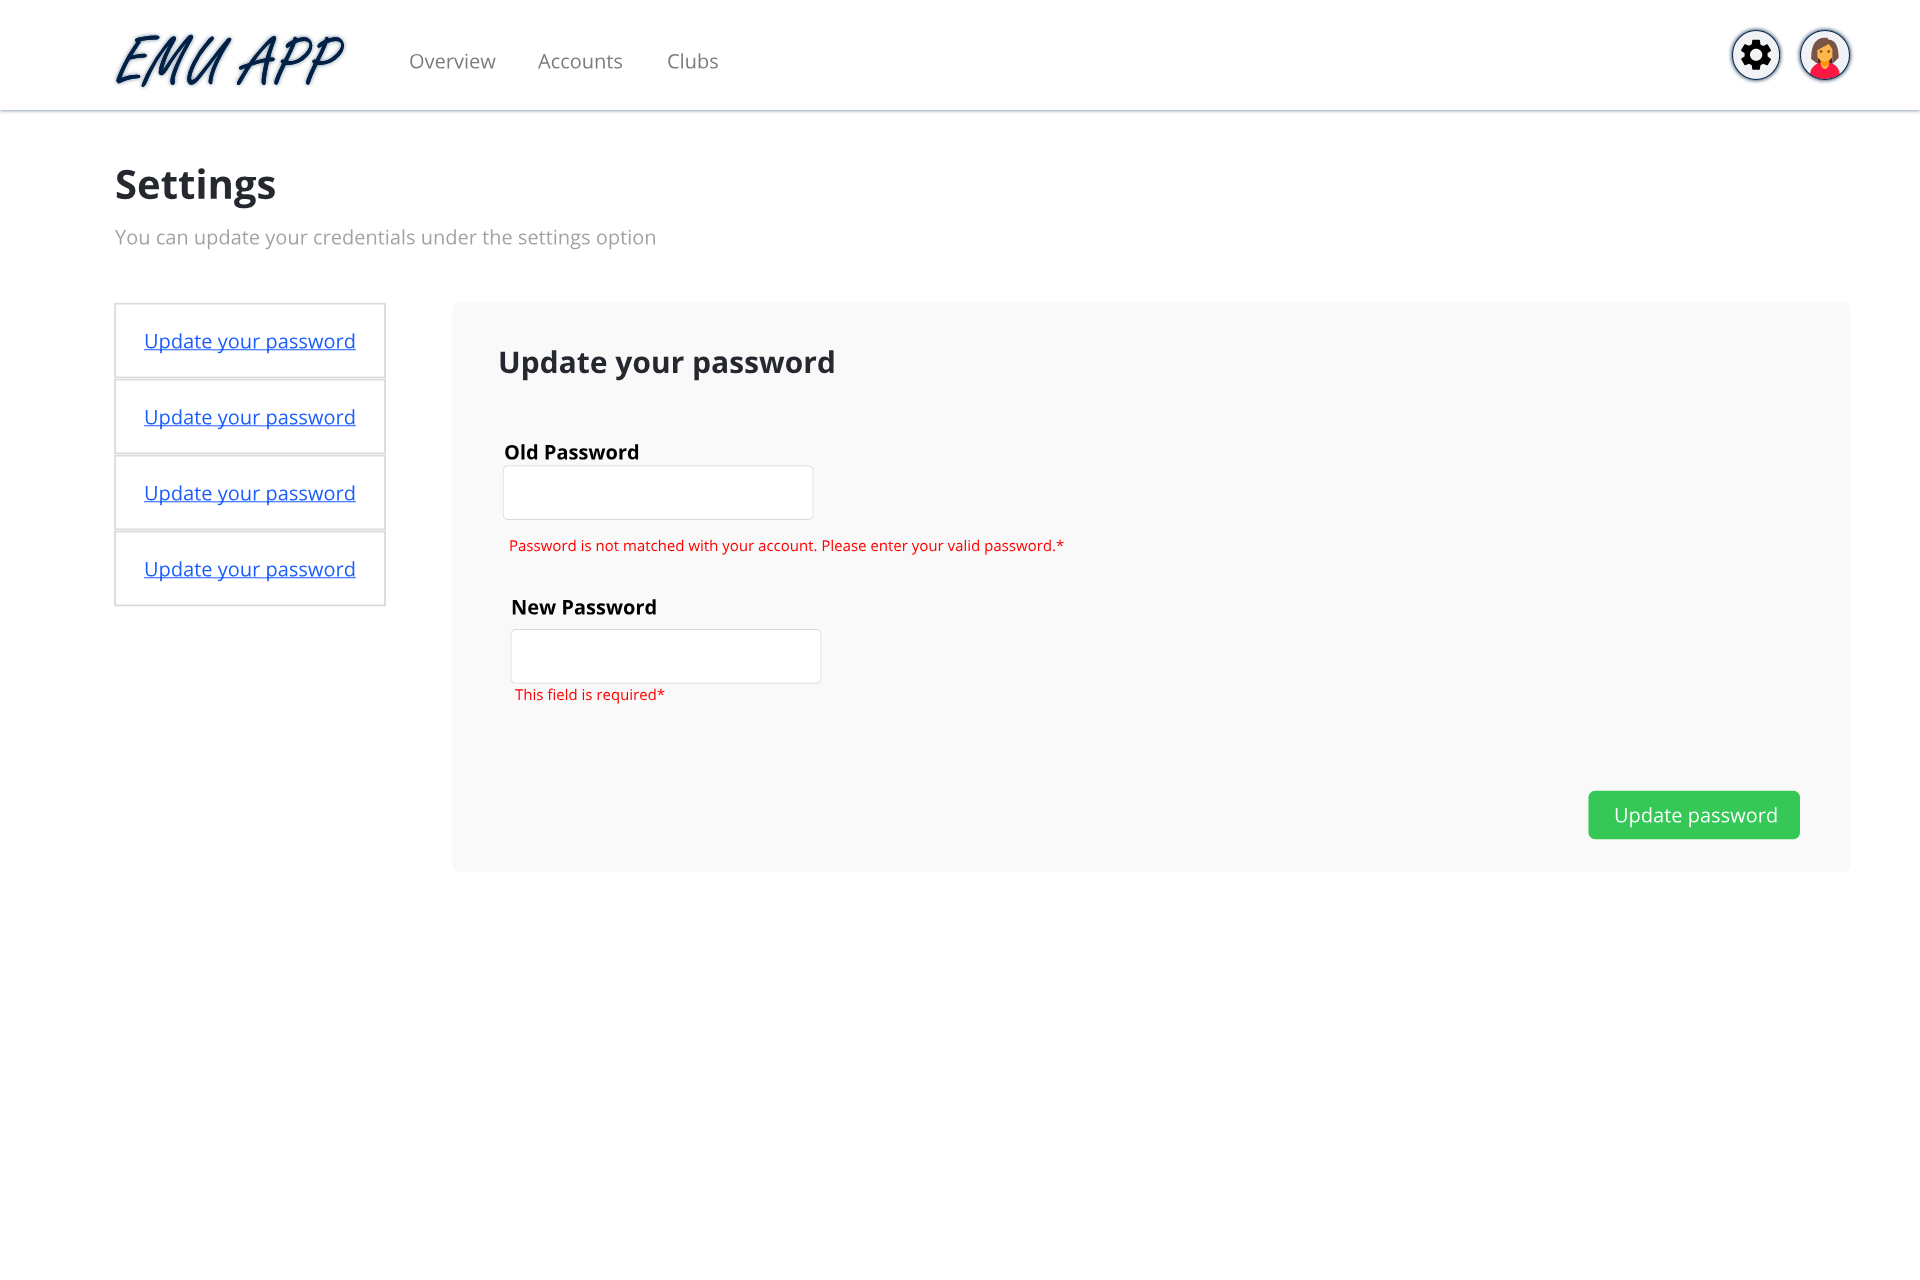 EMU APP
Overview Accounts Clubs
Settings
You can update your credentials under the settings option
Update your password
Update your password
Update your password
Update your password
Update your password
Old Password
Password is not matched with your account. Please enter your valid password.*
New Password
This field is required*
Update password